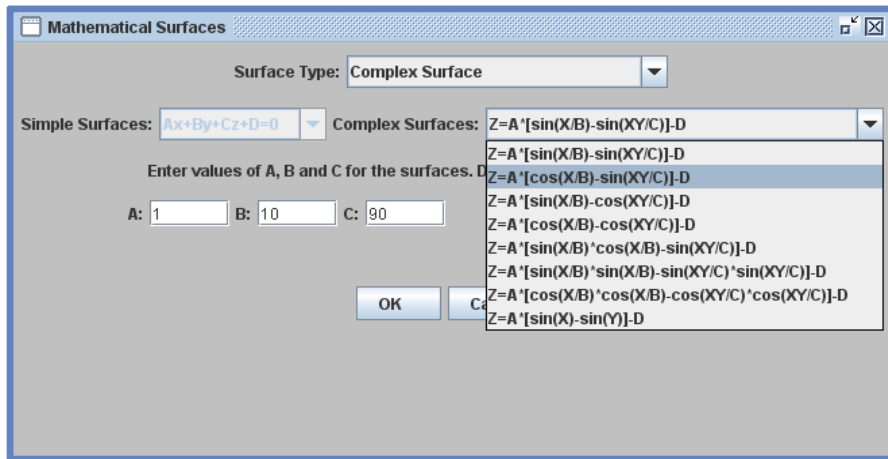 Mathematical Surfaces
Surface Type: Complex Surface
Simple Surfaces: Ax+By+Cz+D=0 Complex Surfaces: Z=A*[sin(X/B)-sin(XY/C)]-D
Z=A*[sin(X/B)-sin(XY/C)]-D
Enter values of A, B and C for the surfaces. D
Z=A*[cos(X/B)-sin(XY/C)]-D
Z=A*[sin(X/B)-cos(XY/C)]-D
A: 1 B: 10 C: 90
Z=A*[cos(X/B)-cos(XY/C)]-D
Z=A*[sin(X/B)*cos(X/B)-sin(XY/C)]-D
Z=A*[sin(X/B)*sin(X/B)-sin(XY/C)*sin(XY/C)]-D
Z=A*[cos(X/B)*cos(X/B)-cos(XY/C)*cos(XY/C)]-D
OK
Z=A*[sin(X)-sin(Y)]-D